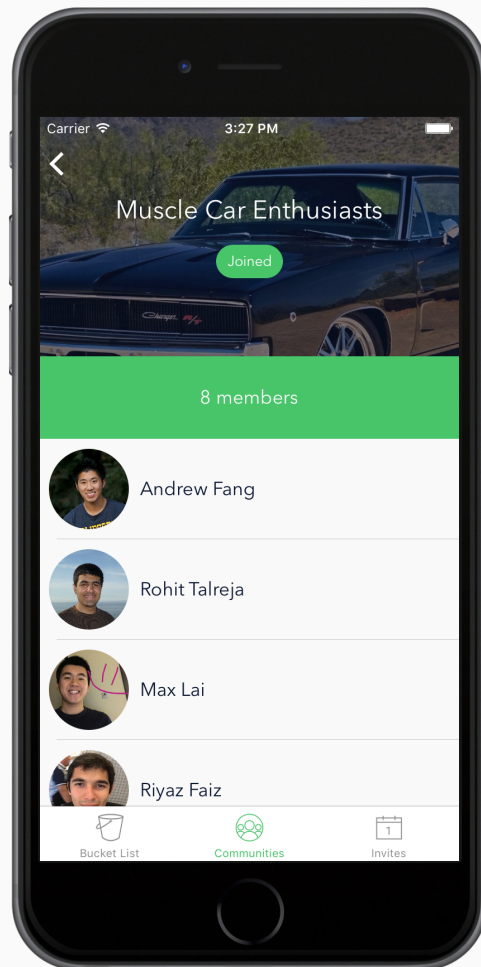 Carrier 3:27 PM
Muscle Car Enthusiasts
Joined
Charger R/T
8 members
Andrew Fang
Rohit Talreja
Max Lai
Riyaz Faiz
1
Bucket List Communities Invites